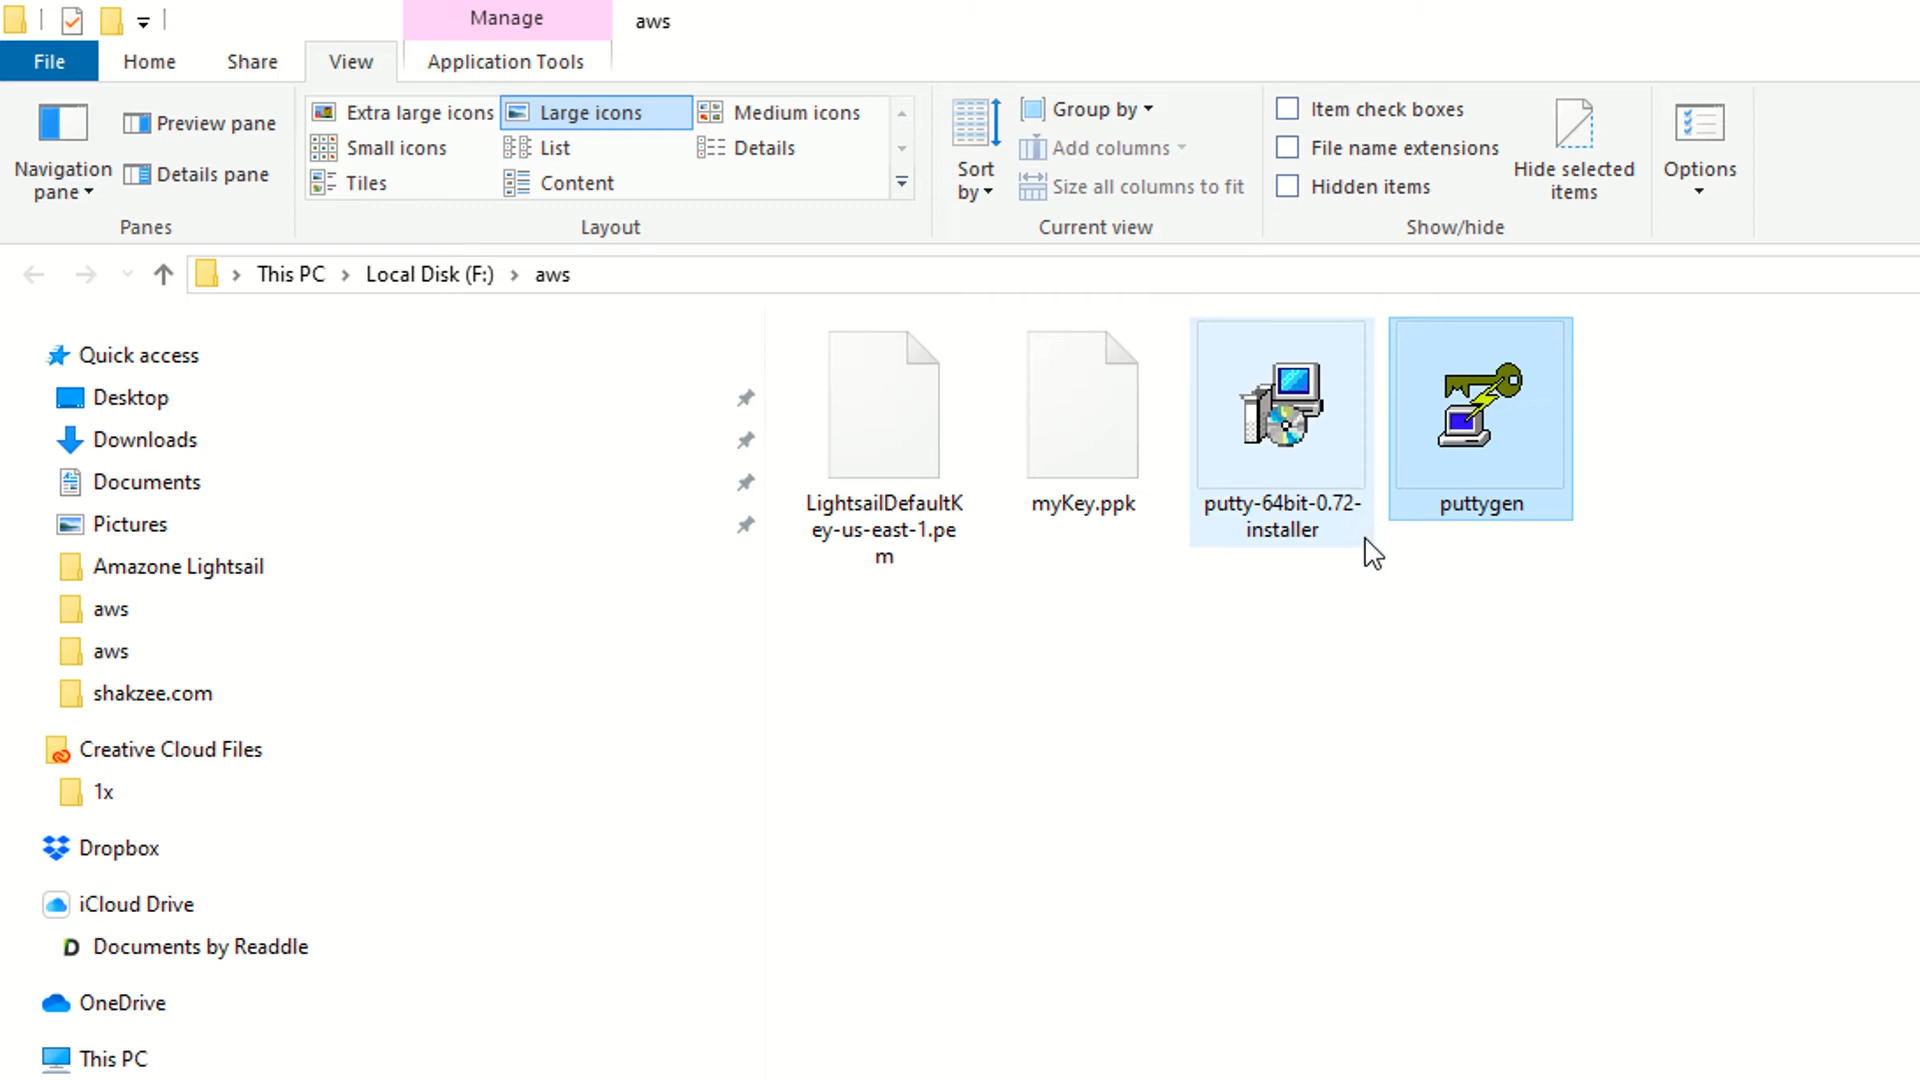 Manage
aws
File
Home
Share
View
Application Tools
Navigation
pane
Preview pane
Details pane
Panes
Extra large icons
Large icons
Medium icons
Small icons
List
Details
Tiles
Content
Layout
Sort
by
Group by
Add columns
Size all columns to fit
Current view
Item check boxes
File name extensions
Hidden items
Hide selected
items
Show/hide
Options
This PC
Local Disk (F:)
aws
Quick access
Desktop
Downloads
Documents
Pictures
Amazone Lightsail
aws
aws
shakzee.com
Creative Cloud Files
1x
Dropbox
iCloud Drive
Documents by Readdle
OneDrive
This PC
LightsailDefaultK
ey-us-east-1.pe
m
myKey.ppk
putty-64bit-0.72-
installer
puttygen